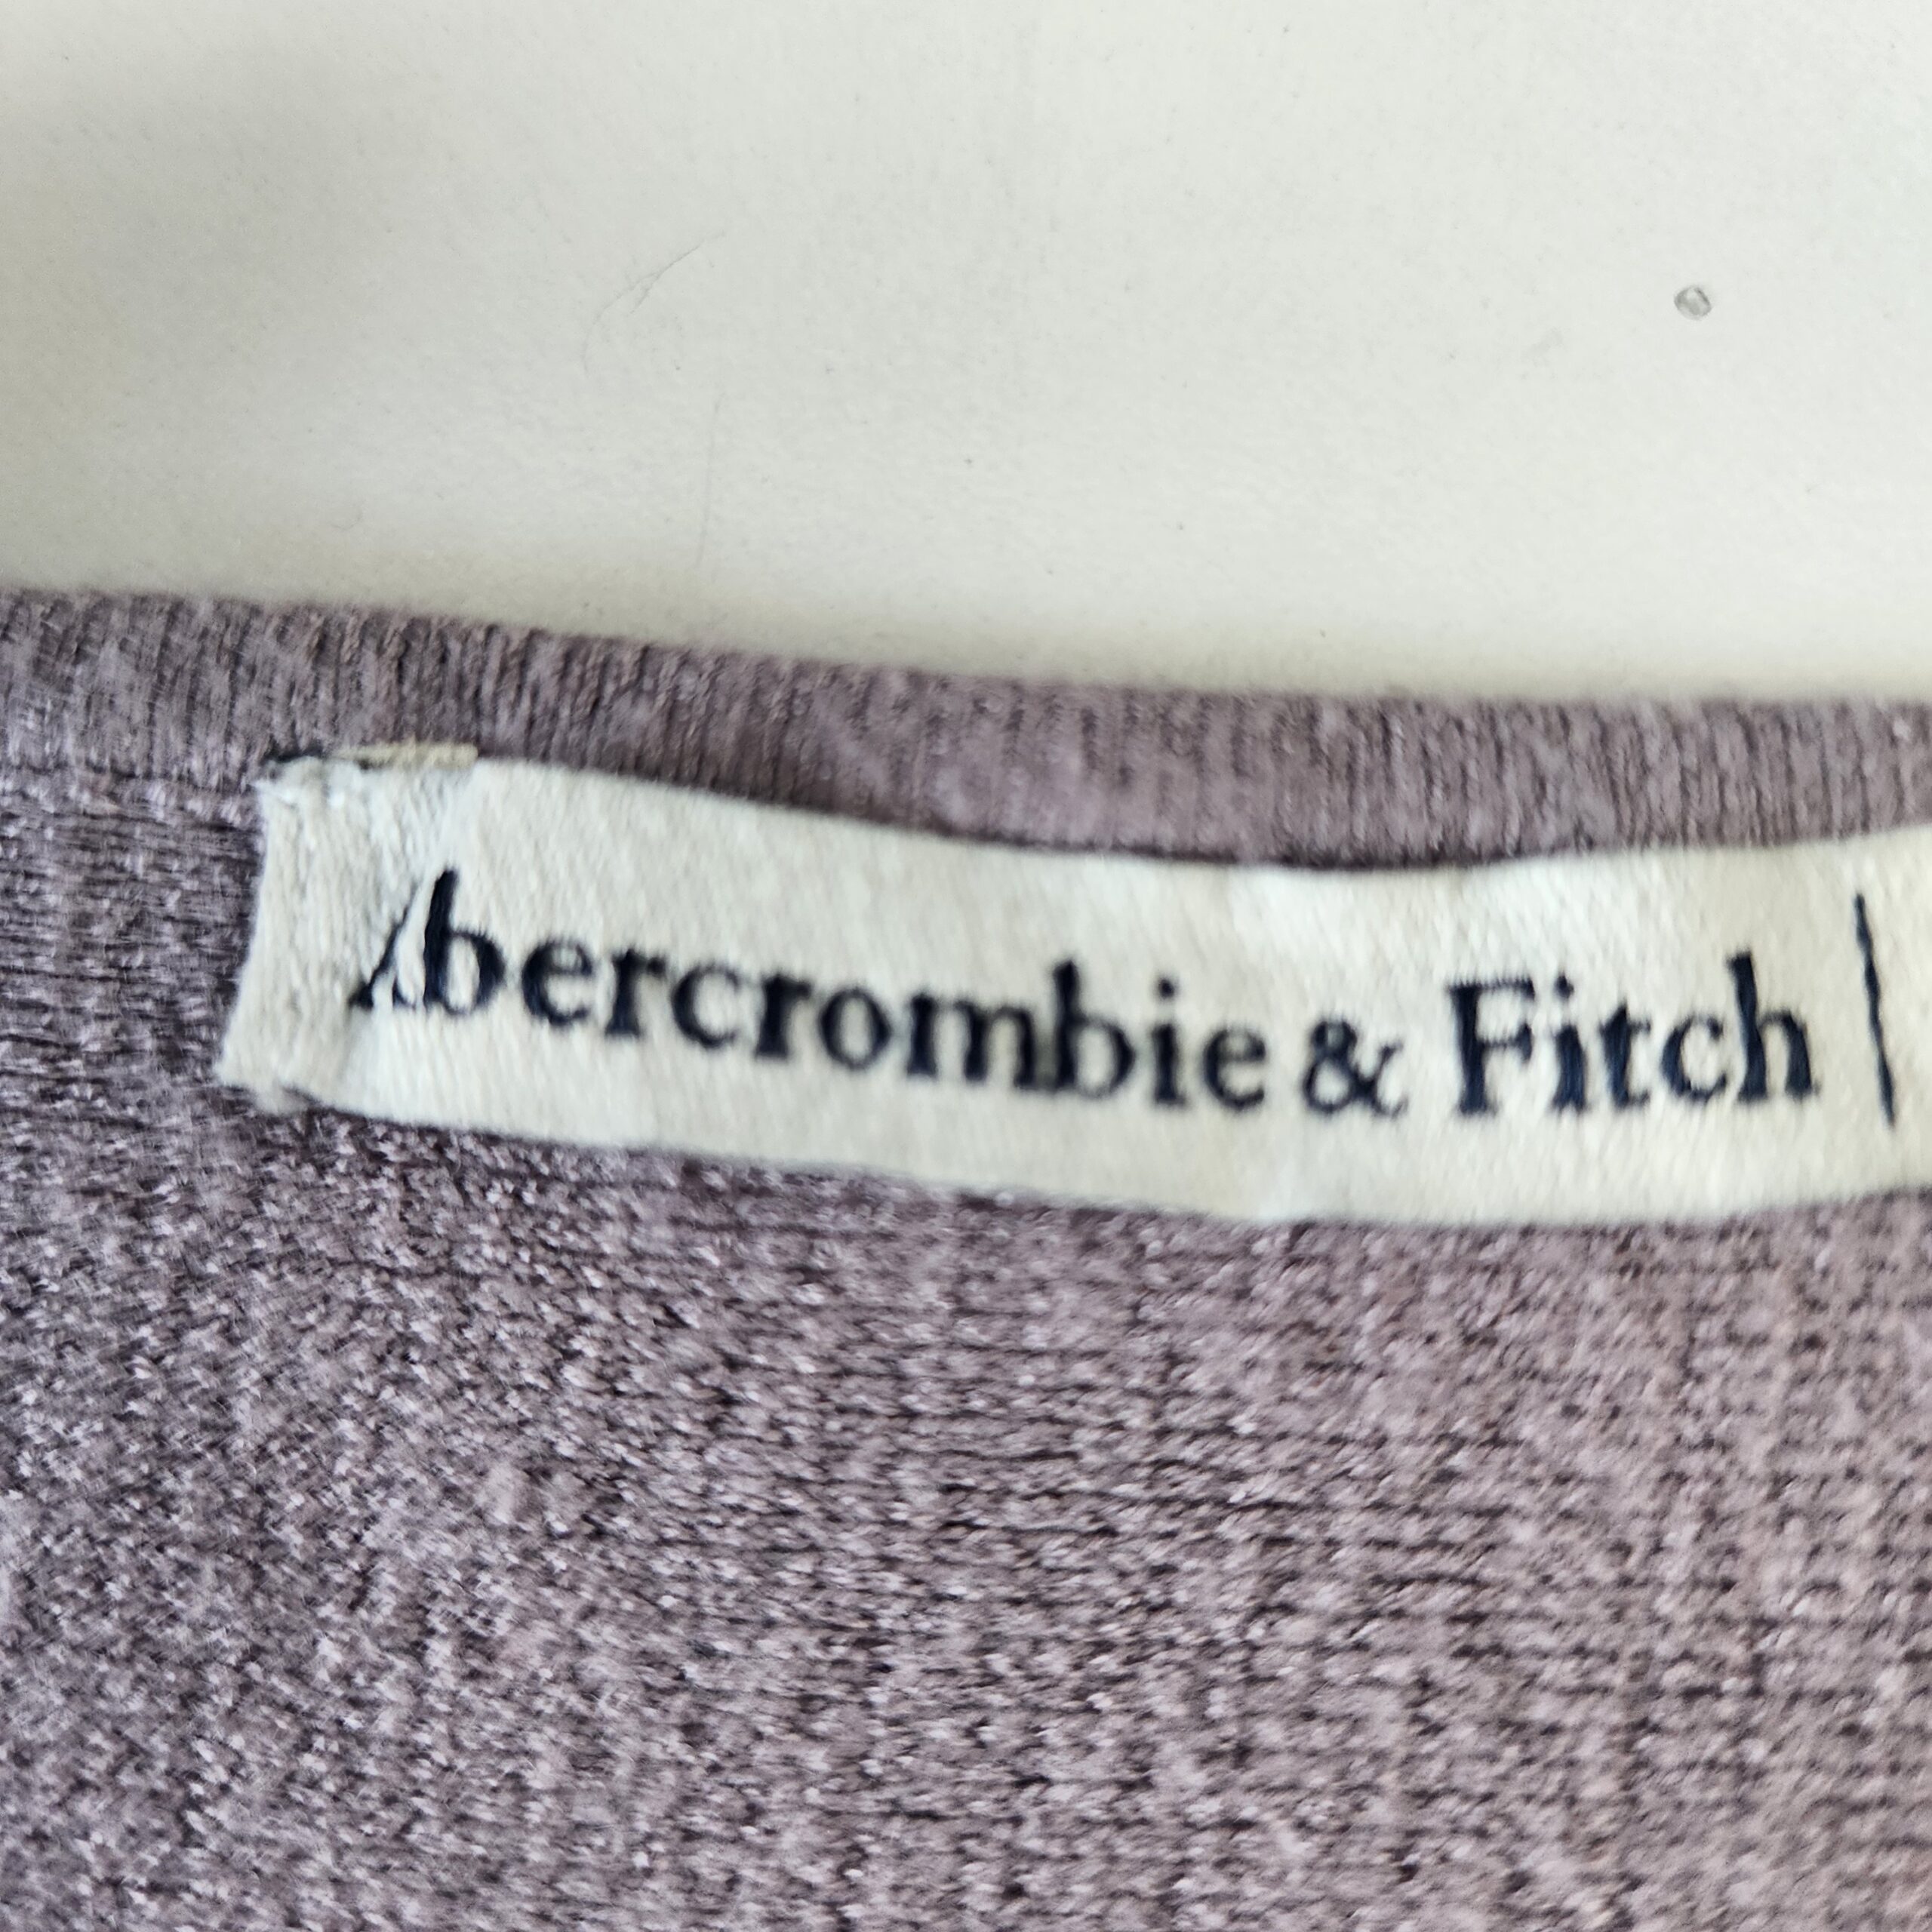 Abercrombie & Fitch |